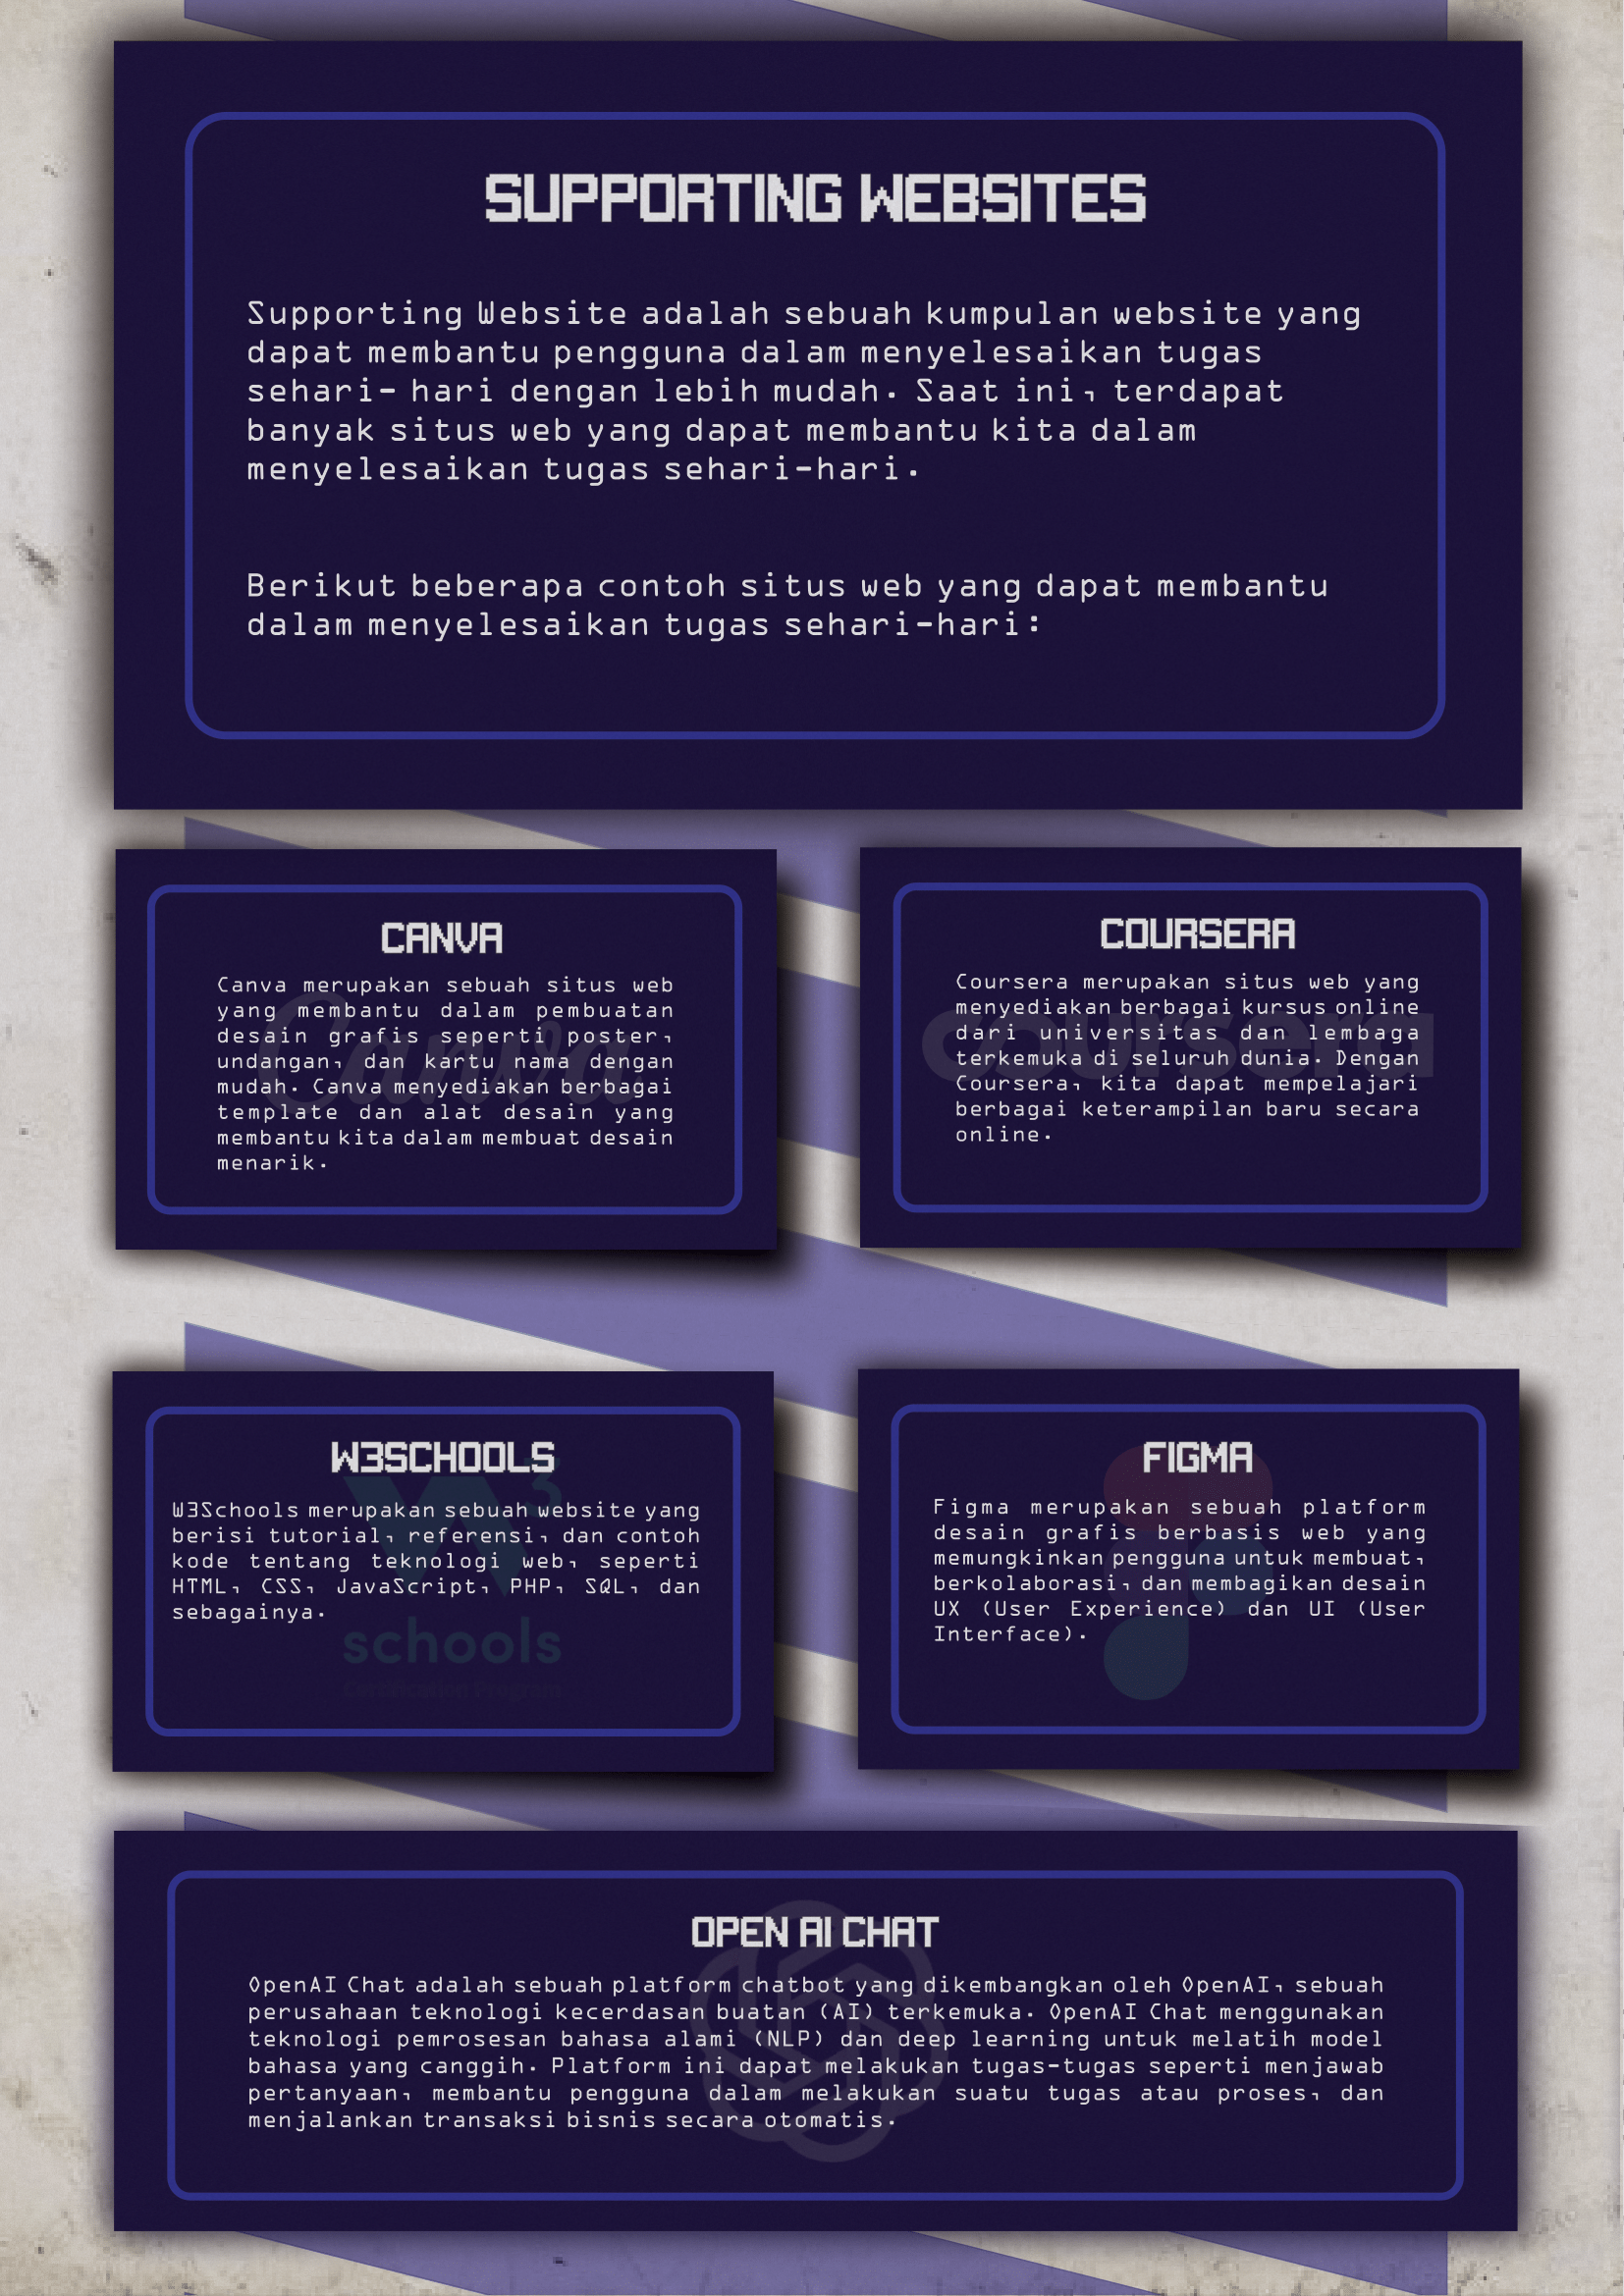 SUPPORTING WEBSITES
Supporting Website adalah sebuah kumpulan website yang
dapat membantu pengguna dalam menyelesaikan tugas
sehari- hari dengan lebih mudah. Saat ini, terdapat
banyak situs web yang dapat membantu kita dalam
menyelesaikan tugas sehari-hari.
Berikut beberapa contoh situs web yang dapat membantu
dalam menyelesaikan tugas sehari-hari:
CANVA
Canva
Canva merupakan sebuah situs web
yang membantu dalam pembuatan
desain grafis seperti poster,
undangan, dan kartu nama dengan
mudah. Canva menyediakan berbagai
template dan alat desain yang
membantu kita dalam membuat desain
menarik.
COURSERA
coursera
Coursera merupakan situs web yang
menyediakan berbagai kursus online
dari universitas dan lembaga
terkemuka di seluruh dunia. Dengan
Coursera, kita dapat mempelajari
berbagai keterampilan baru secara
online.
W3SCHOOLS
W3Schools merupakan sebuah website yang
berisi tutorial, referensi, dan contoh
kode tentang teknologi web, seperti
HTML, CSS, JavaScript, PHP, SQL, dan
sebagainya.
W3
schools
FIGMA
Figma merupakan sebuah platform
desain grafis berbasis web yang
memungkinkan pengguna untuk membuat,
berkolaborasi, dan membagikan desain
UX (User Experience) dan UI (User
Interface).
OPEN AI CHAT
OpenAI Chat adalah sebuah platform chatbot yang dikembangkan oleh OpenAI, sebuah
perusahaan teknologi kecerdasan buatan (AI) terkemuka. OpenAI Chat menggunakan
teknologi pemrosesan bahasa alami (NLP) dan deep learning untuk melatih model
bahasa yang canggih. Platform ini dapat melakukan tugas-tugas seperti menjawab
pertanyaan, membantu pengguna dalam melakukan suatu tugas atau proses, dan
menjalankan transaksi bisnis secara otomatis.